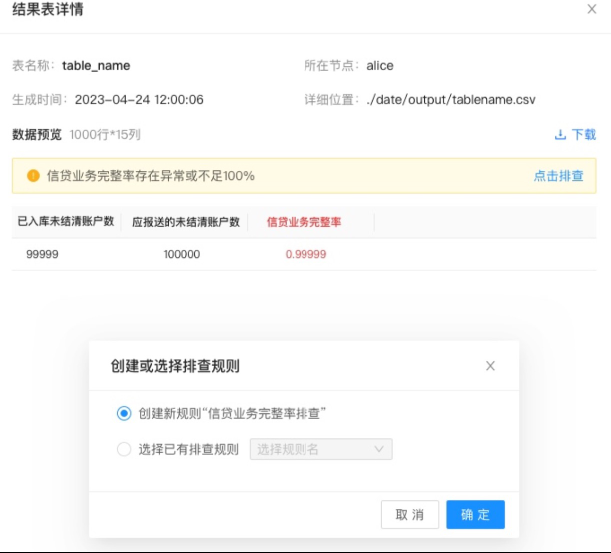 结果表详情
表名称：table_name 所在节点：alice
生成时间：2023-04-24 12:00:06 详细位置：./date/output/tablename.csv
数据预览 1000行*15列 下载
信贷业务完整率存在异常或不足100% 点击排查
已入库未结清账户数 应报送的未结清账户数 信贷业务完整率
99999 100000 0.99999
创建或选择排查规则
创建新规则“信贷业务完整率排查”
选择已有排查规则 选择规则名
取消 确定